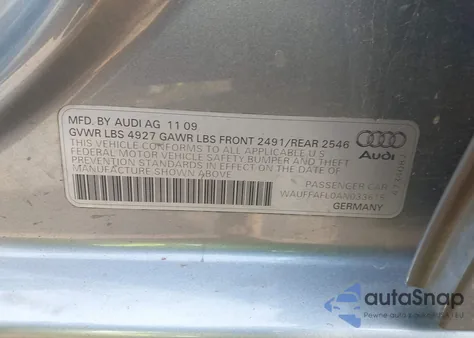 MFD. BY AUDI AG 11 09
GVWR LBS 4927 GAWR LBS FRONT 2491/REAR 2546
THIS VEHICLE CONFORMS TO ALL APPLICABLE U.S.
FEDERAL MOTOR VEHICLE SAFETY, BUMPER AND THEFT
PREVENTION STANDARDS IN EFFECT ON THE DATE OF
MANUFACTURE SHOWN ABOVE
Audi
PASSENGER CAR
GERMANY
autoSnap
Pewne auto